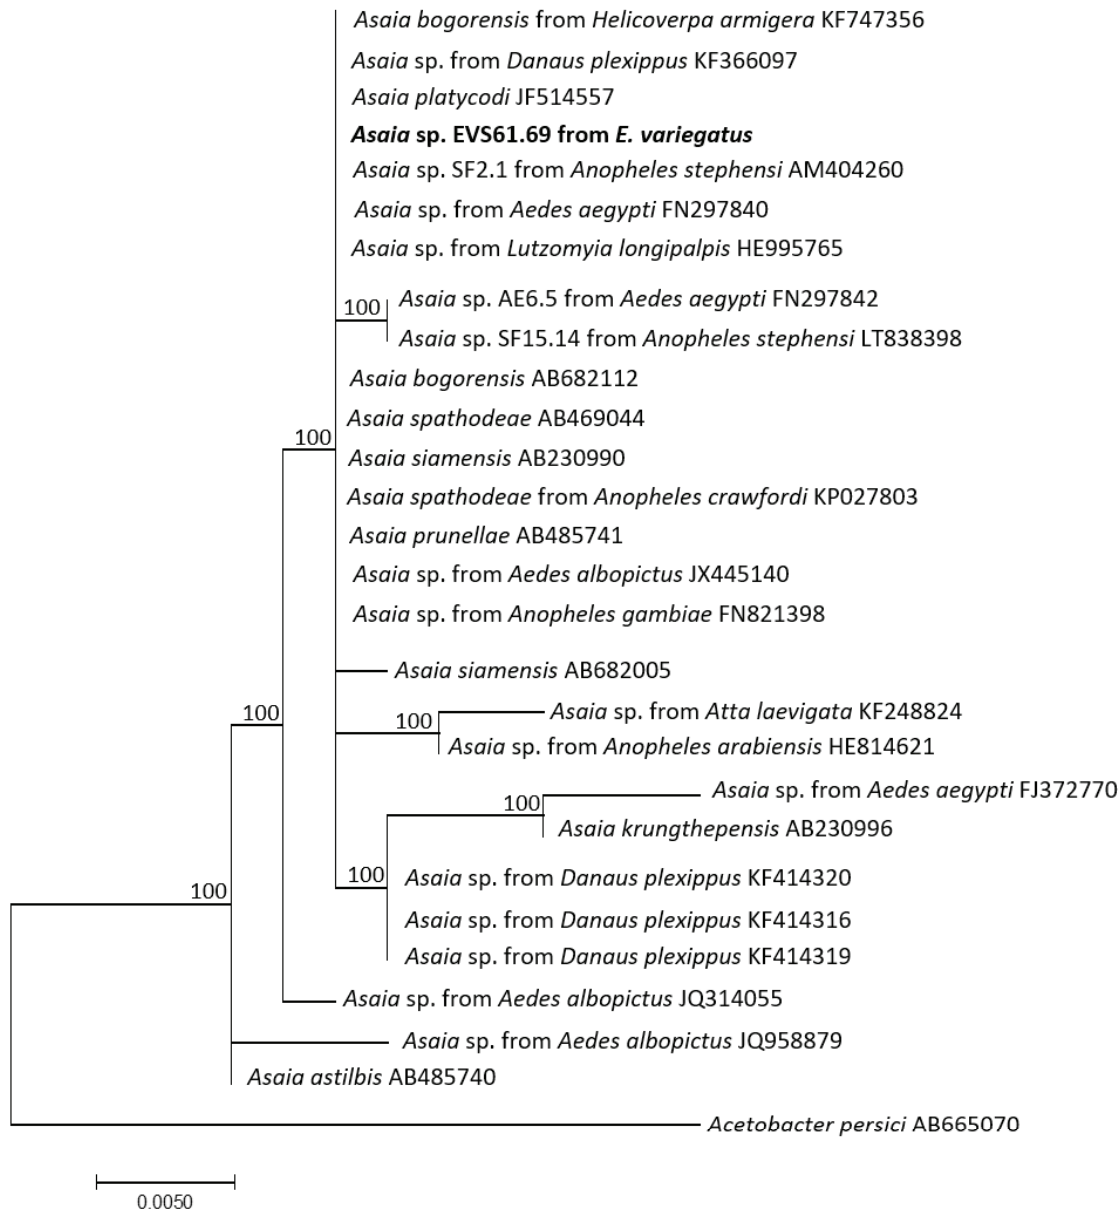 Asaia bogorensis from Helicoverpa armigera KF747356
Asaia sp. from Danaus plexippus KF366097
Asaia platycodi JF514557
Asaia sp. EVS61.69 from E. variegatus
Asaia sp. SF2.1 from Anopheles stephensi AM404260
Asaia sp. from Aedes aegypti FN297840
Asaia sp. from Lutzomyia longipalpis HE995765
100
Asaia sp. AE6.5 from Aedes aegypti FN297842
Asaia sp. SF15.14 from Anopheles stephensi LT838398
Asaia bogorensis AB682112
Asaia spathodeae AB469044
100
Asaia siamensis AB230990
Asaia spathodeae from Anopheles crawfordi KP027803
Asaia prunellae AB485741
Asaia sp. from Aedes albopictus JX445140
Asaia sp. from Anopheles gambiae FN821398
Asaia siamensis AB682005
100
Asaia sp. from Atta laevigata KF248824
100
Asaia sp. from Anopheles arabiensis HE814621
Asaia sp. from Aedes aegypti FJ372770
100
Asaia krungthepensis AB230996
100
Asaia sp. from Danaus plexippus KF414320
100
Asaia sp. from Danaus plexippus KF414316
Asaia sp. from Danaus plexippus KF414319
Asaia sp. from Aedes albopictus JQ314055
Asaia sp. from Aedes albopictus JQ958879
Asaia astilbis AB485740
Acetobacter persici AB665070
0.0050